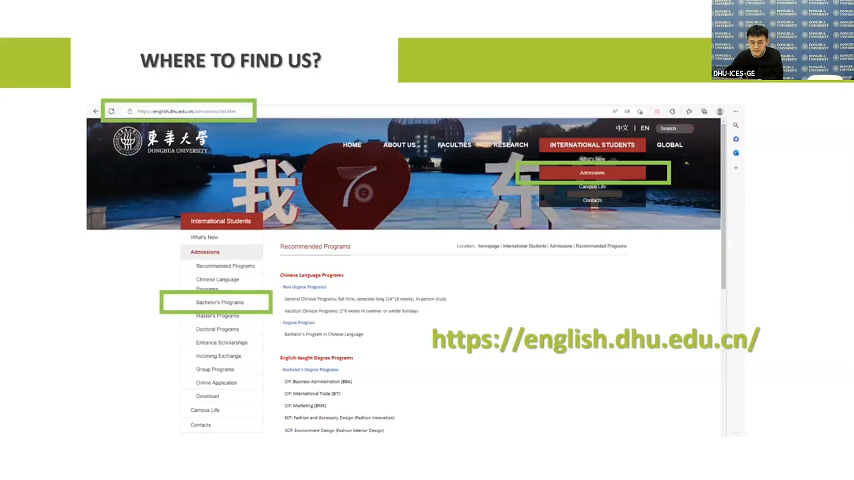 WHERE TO FIND US?
DONGHUA UNIVERSITY
DHU-ICES-GE
https://english.dhu.edu.cn/admissions/list.htm
中文 | EN
Search
東華大學
DONGHUA UNIVERSITY
HOME
ABOUT US
FACULTIES
RESEARCH
INTERNATIONAL STUDENTS
GLOBAL
What's New
Admissions
Campus Life
Contacts
我
东
International Students
What's New
Admissions
Recommended Programs
Chinese Language
Programs
Bachelor's Programs
Master's Programs
Doctoral Programs
Entrance Scholarships
Incoming Exchange
Group Programs
Online Application
Download
Campus Life
Contacts
Recommended Programs
Location: homepage | International Students | Admissions | Recommended Programs
Chinese Language Programs
- Non-degree Programs
General Chinese Programs: full time, semester-long (14~18 weeks), in-person study
Vacation Chinese Programs: 2~8 weeks in summer or winter holidays
- Degree Program
Bachelor's Program in Chinese Language
https://english.dhu.edu.cn/
English-taught Degree Programs
- Bachelor's Degree Programs
CIP: Business Administration (BBA)
CIP: International Trade (BIT)
CIP: Marketing (BMK)
SCF: Fashion and Accessory Design (Fashion Innovation)
SCF: Environment Design (Fashion Interior Design)